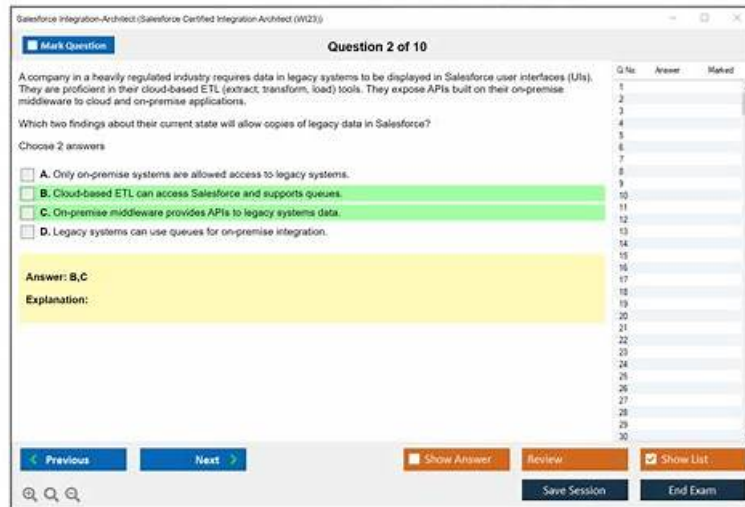 Salesforce Integration-Architect (Salesforce Certified Integration Architect (WI23))
Mark Question
Question 2 of 10
A company in a heavily regulated industry requires data in legacy systems to be displayed in Salesforce user interfaces (UIs).
They are proficient in their cloud-based ETL (extract, transform, load) tools. They expose APIs built on their on-premise
middleware to cloud and on-premise applications.
Which two findings about their current state will allow copies of legacy data in Salesforce?
Choose 2 answers
A. Only on-premise systems are allowed access to legacy systems.
B. Cloud-based ETL can access Salesforce and supports queues.
C. On-premise middleware provides APIs to legacy systems data.
D. Legacy systems can use queues for on-premise integration.
Answer: B,C
Explanation:
Q.No. Answer Marked
1
2
3
4
5
6
7
8
9
10
11
12
13
14
15
16
17
18
19
20
21
22
23
24
25
26
27
28
29
30
Previous
Next
Show Answer
Review
Show List
Save Session
End Exam